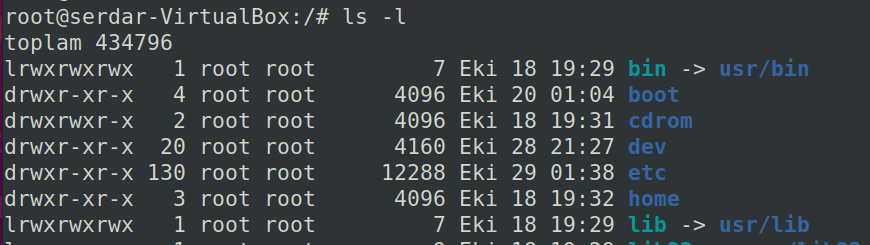 root@serdar-VirtualBox:/# ls -l
toplam 434796
lrwxrwxrwx   1 root root         7 Eki 18 19:29 bin -> usr/bin
drwxr-xr-x   4 root root      4096 Eki 20 01:04 boot
drwxrwxr-x   2 root root      4096 Eki 18 19:31 cdrom
drwxr-xr-x  20 root root      4160 Eki 28 21:27 dev
drwxr-xr-x 130 root root     12288 Eki 29 01:38 etc
drwxr-xr-x   3 root root      4096 Eki 18 19:32 home
lrwxrwxrwx   1 root root         7 Eki 18 19:29 lib -> usr/lib